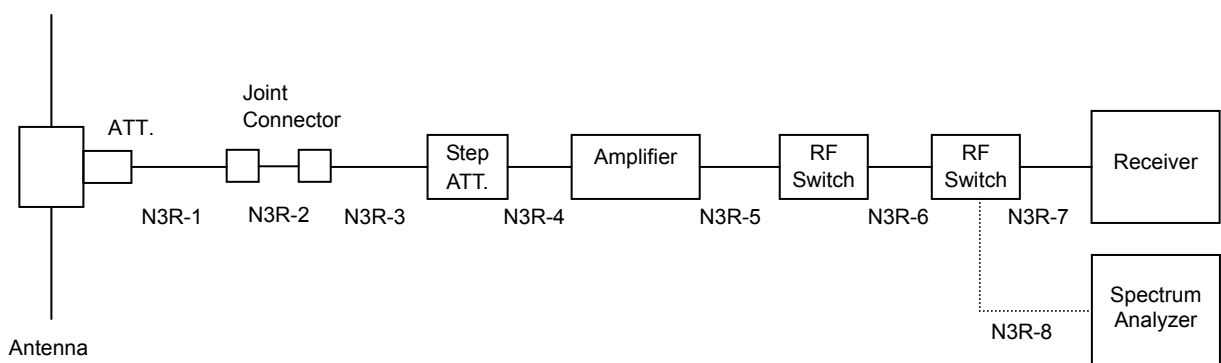 Joint
Connector
ATT.
Step
ATT.
Amplifier
RF
Switch
RF
Switch
Receiver
N3R-1
N3R-2
N3R-3
N3R-4
N3R-5
N3R-6
N3R-7
Spectrum
Analyzer
N3R-8
Antenna